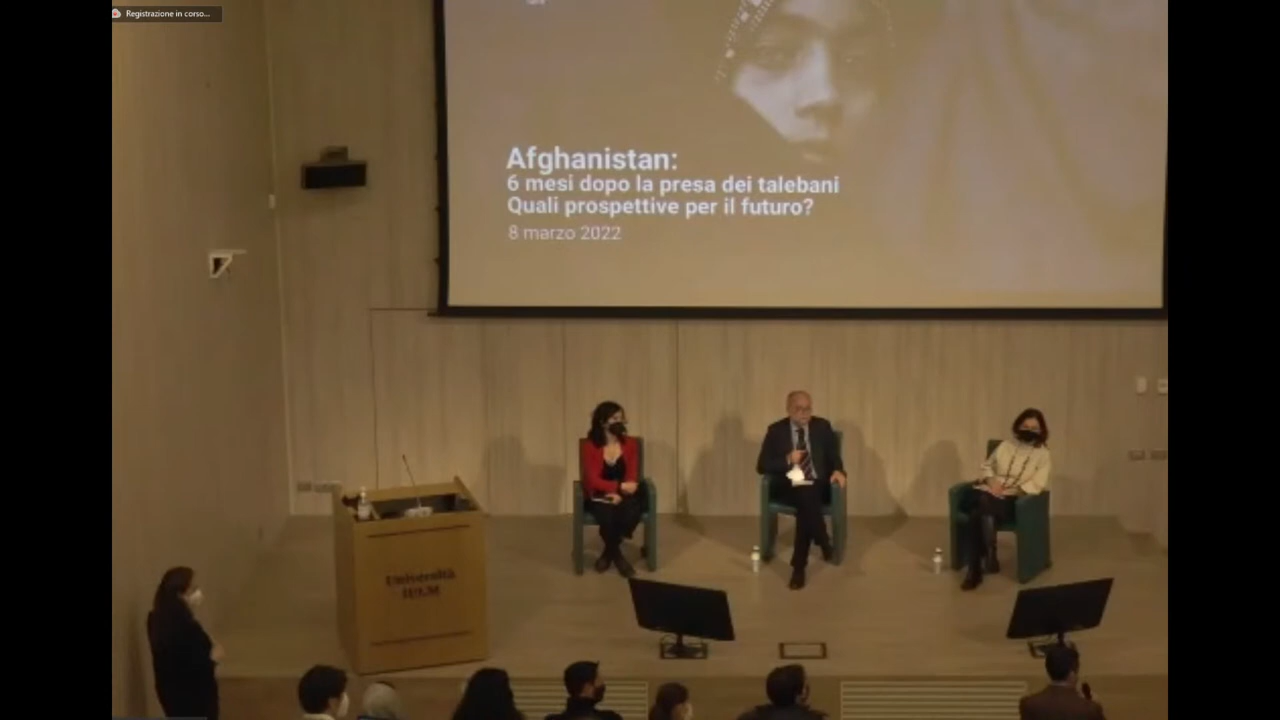 Registrazione in corso...
Afghanistan:
6 mesi dopo la presa dei talebani
Quali prospettive per il futuro?
8 marzo 2022
Università
IULM